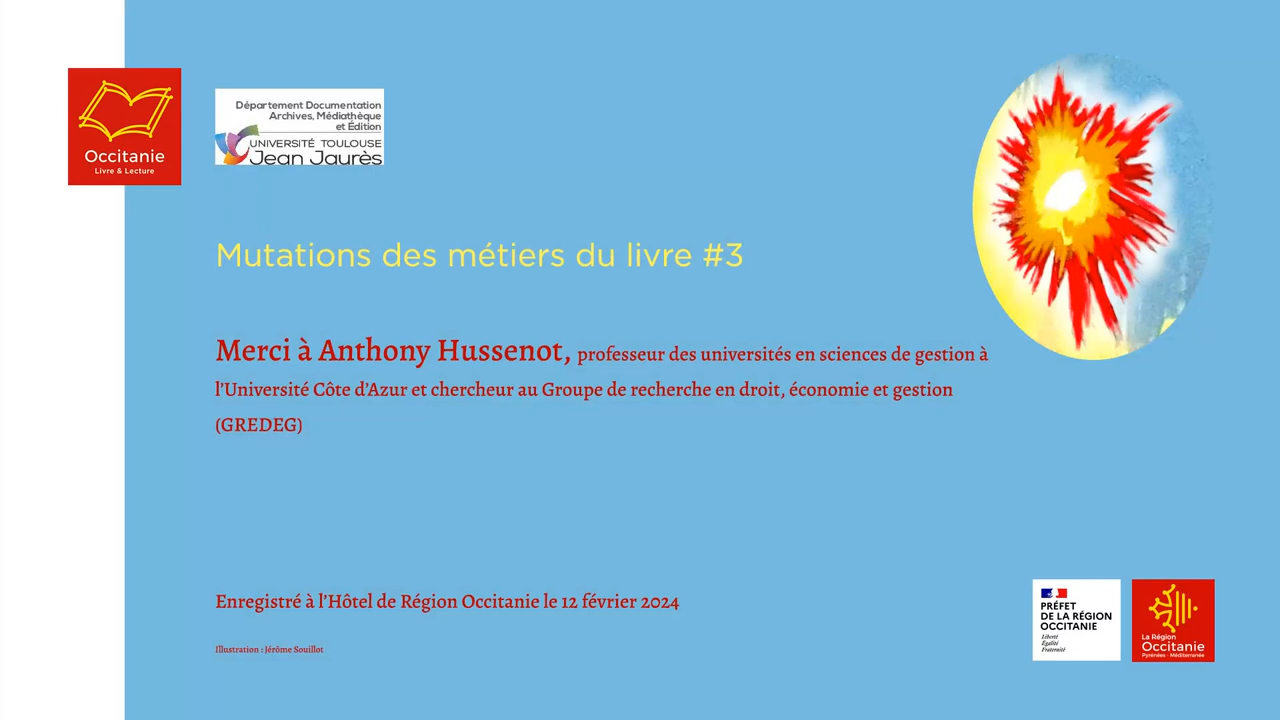 Occitanie
Livre & Lecture
Département Documentation
Archives, Médiathèque
et Édition
UNIVERSITÉ TOULOUSE
Jean Jaurès
Mutations des métiers du livre #3
Merci à Anthony Hussenot, professeur des universités en sciences de gestion à
l'Université Côte d'Azur et chercheur au Groupe de recherche en droit, économie et gestion
(GREDEG)
Enregistré à l'Hôtel de Région Occitanie le 12 février 2024
Illustration : Jérôme Souillot
PRÉFET
DE LA RÉGION
OCCITANIE
Liberté
Égalité
Fraternité
La Région
Occitanie
Pyrénées - Méditerranée